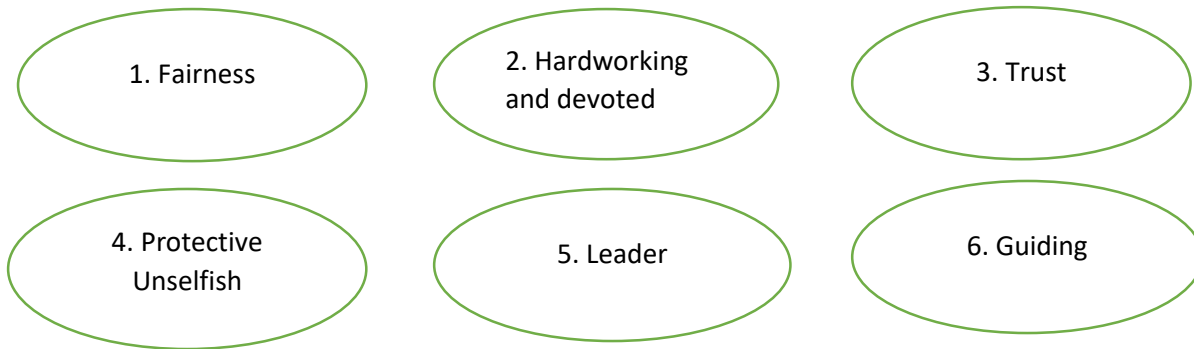 1. Fairness
2. Hardworking
and devoted
3. Trust
4. Protective
Unselfish
5. Leader
6. Guiding